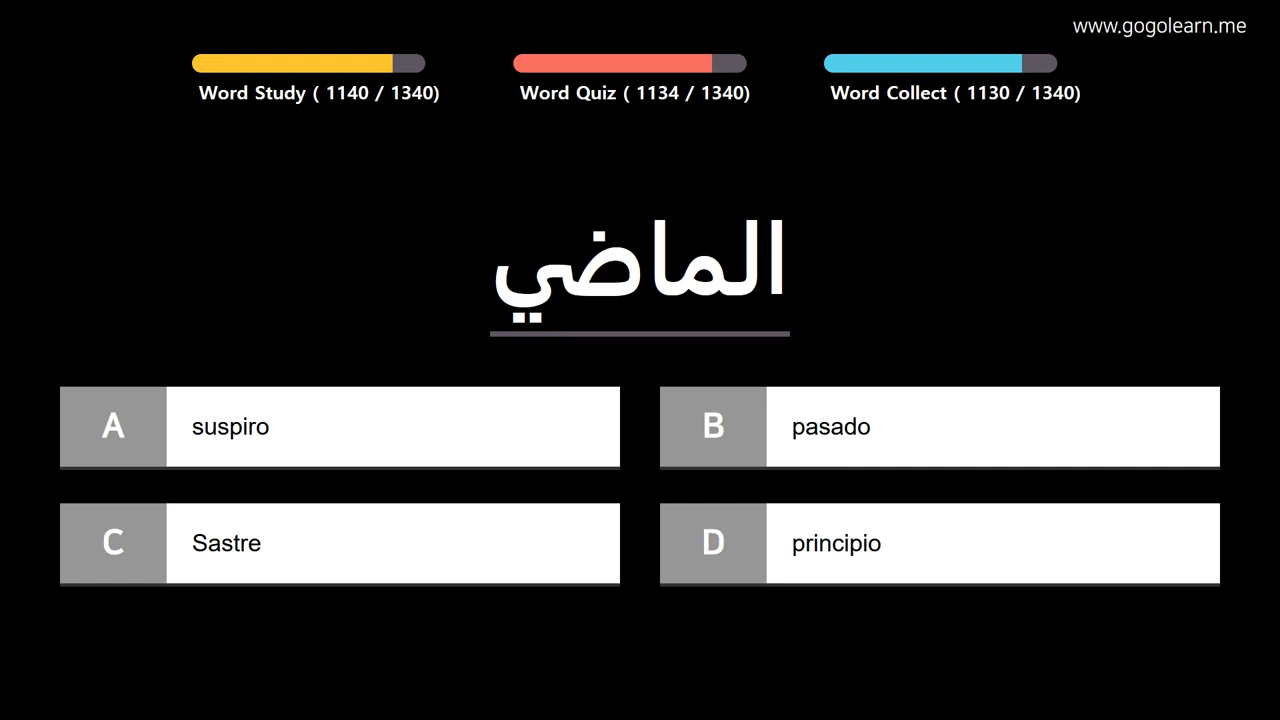 www.gogolearn.me
Word Study ( 1140 / 1340)
Word Quiz ( 1134 / 1340)
Word Collect ( 1130 / 1340)
الماضي
A suspiro
B pasado
C Sastre
D principio